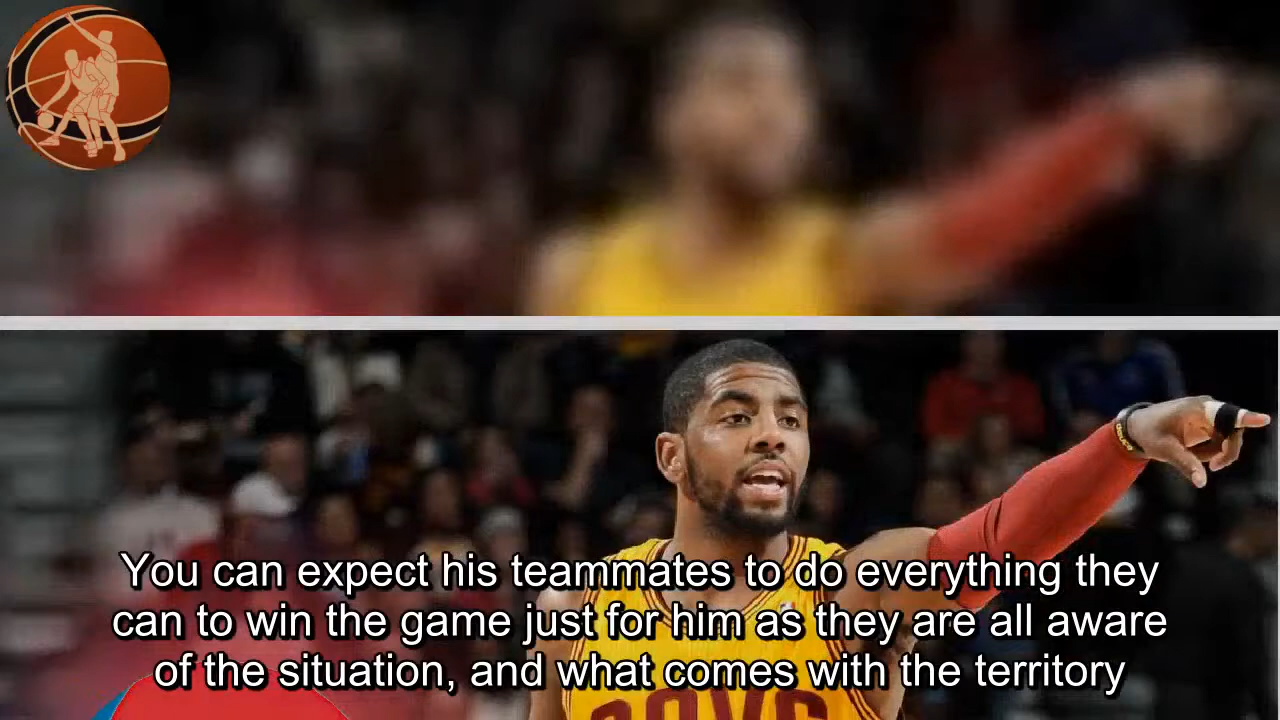 You can expect his teammates to do everything they
can to win the game just for him as they are all aware
of the situation, and what comes with the territory
CAVS